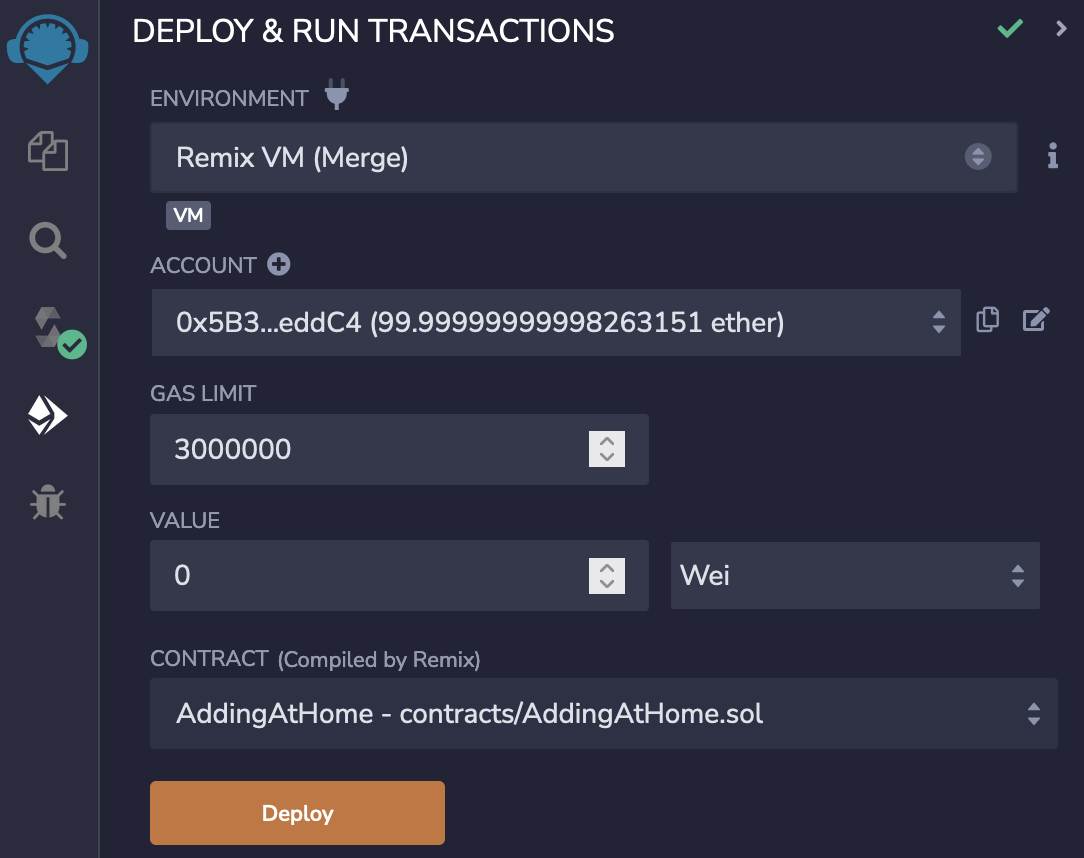 DEPLOY & RUN TRANSACTIONS
ENVIRONMENT
Remix VM (Merge)
VM
ACCOUNT
0x5B3...eddC4 (99.99999999998263151 ether)
GAS LIMIT
3000000
VALUE
0
Wei
CONTRACT (Compiled by Remix)
AddingAtHome - contracts/AddingAtHome.sol
Deploy